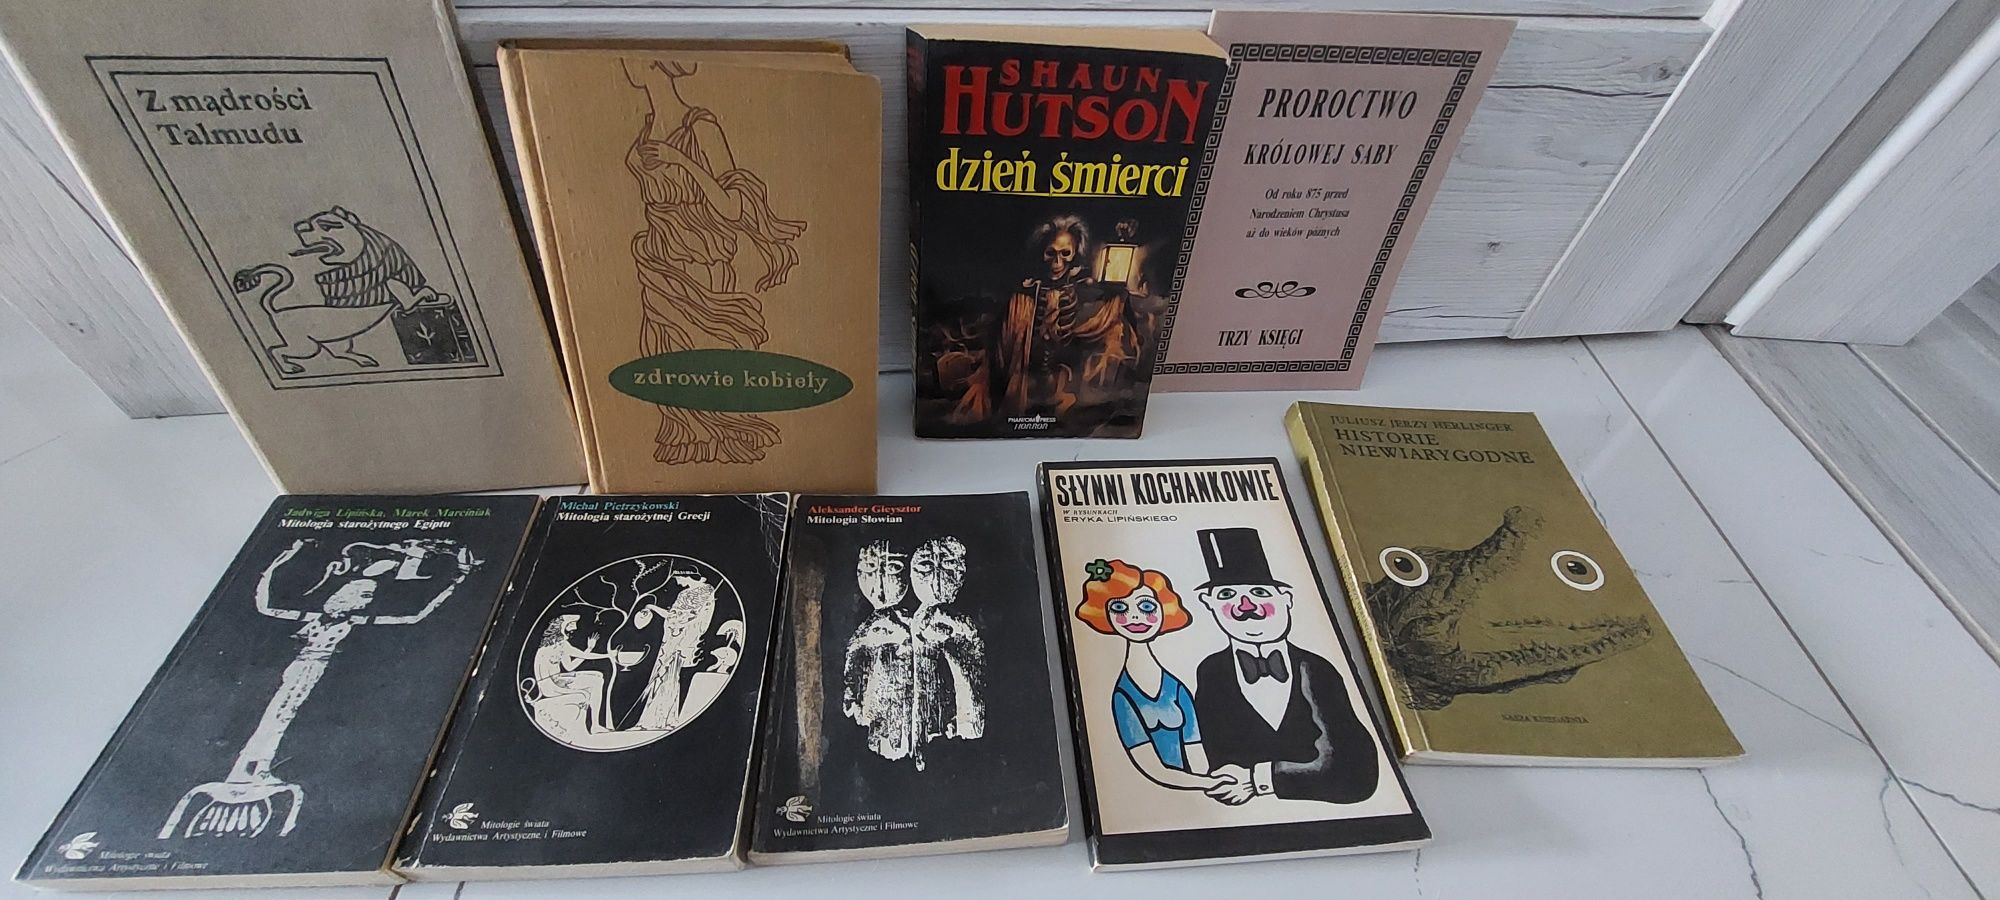 Z mądrości
Talmudu
zdrowie kobiety
SHAUN
HUTSON
dzień śmierci
PHANTOM PRESS
HORROR
PROROCTWO
KRÓLOWEJ SABY
Od roku 875 przed
Narodzeniem Chrystusa
aż do wieków póznych
TRZY KSIĘGI
Jadwiga Lipińska, Marek Marciniak
Mitologia starożytnego Egiptu
Mitologie świata
Wydawnictwa Artystyczne i Filmowe
Michał Pietrzykowski
Mitologia starożytnej Grecji
Mitologie świata
Wydawnictwa Artystyczne i Filmowe
Aleksander Gieysztor
Mitologia Słowian
Mitologie świata
Wydawnictwa Artystyczne i Filmowe
SŁYNNI KOCHANKOWIE
W RYSUNKACH
ERYKA LIPIŃSKIEGO
JULIUSZ JERZY HERLINGER
HISTORIE
NIEWIARYGODNE
NASZA KSIĘGARNIA